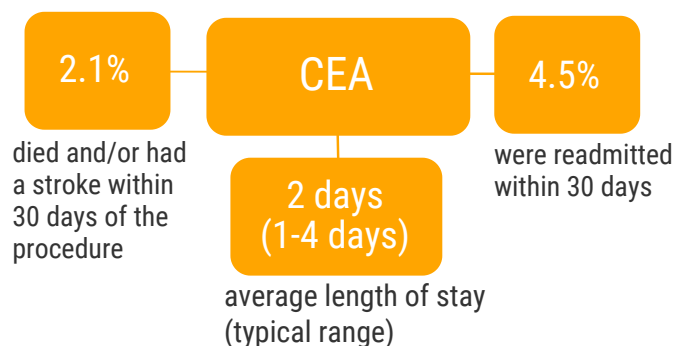 2.1%
died and/or had
a stroke within
30 days of the
procedure
CEA
2 days
(1-4 days)
average length of stay
(typical range)
4.5%
were readmitted
within 30 days